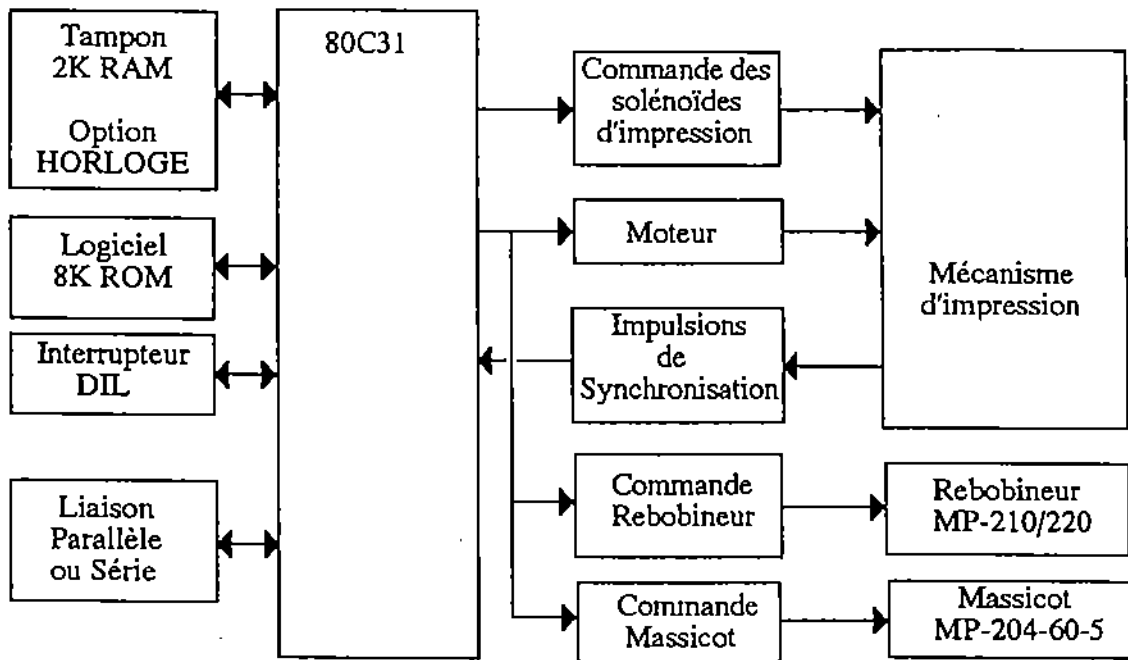 Tampon
2K RAM
Option
HORLOGE
Logiciel
8K ROM
Interrupteur
DIL
Liaison
Parallèle
ou Série
80C31
Commande des
solénoïdes
d'impression
Moteur
Impulsions
de
Synchronisation
Commande
Rebobineur
Commande
Massicot
Mécanisme
d'impression
Rebobineur
MP-210/220
Massicot
MP-204-60-5